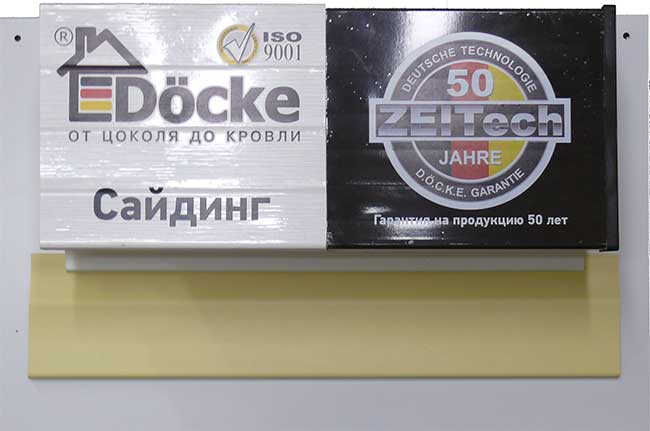 ®
ISO
9001
Döcke
ОТ ЦОКОЛЯ ДО КРОВЛИ
Сайдинг
DEUTSCHE TECHNOLOGIE
50
ZEITech
JAHRE
D.Ö.C.K.E. GARANTIE
Гарантия на продукцию 50 лет